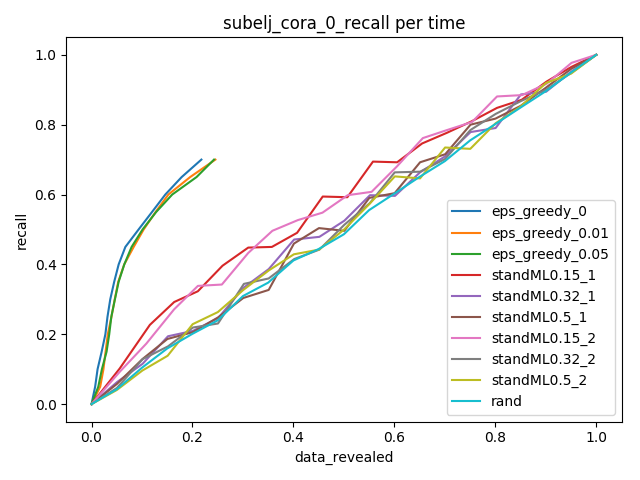 subelj_cora_0_recall per time
recall
1.0
0.8
0.6
0.4
0.2
0.0
0.0 0.2 0.4 0.6 0.8 1.0
data_revealed
eps_greedy_0
eps_greedy_0.01
eps_greedy_0.05
standML0.15_1
standML0.32_1
standML0.5_1
standML0.15_2
standML0.32_2
standML0.5_2
rand